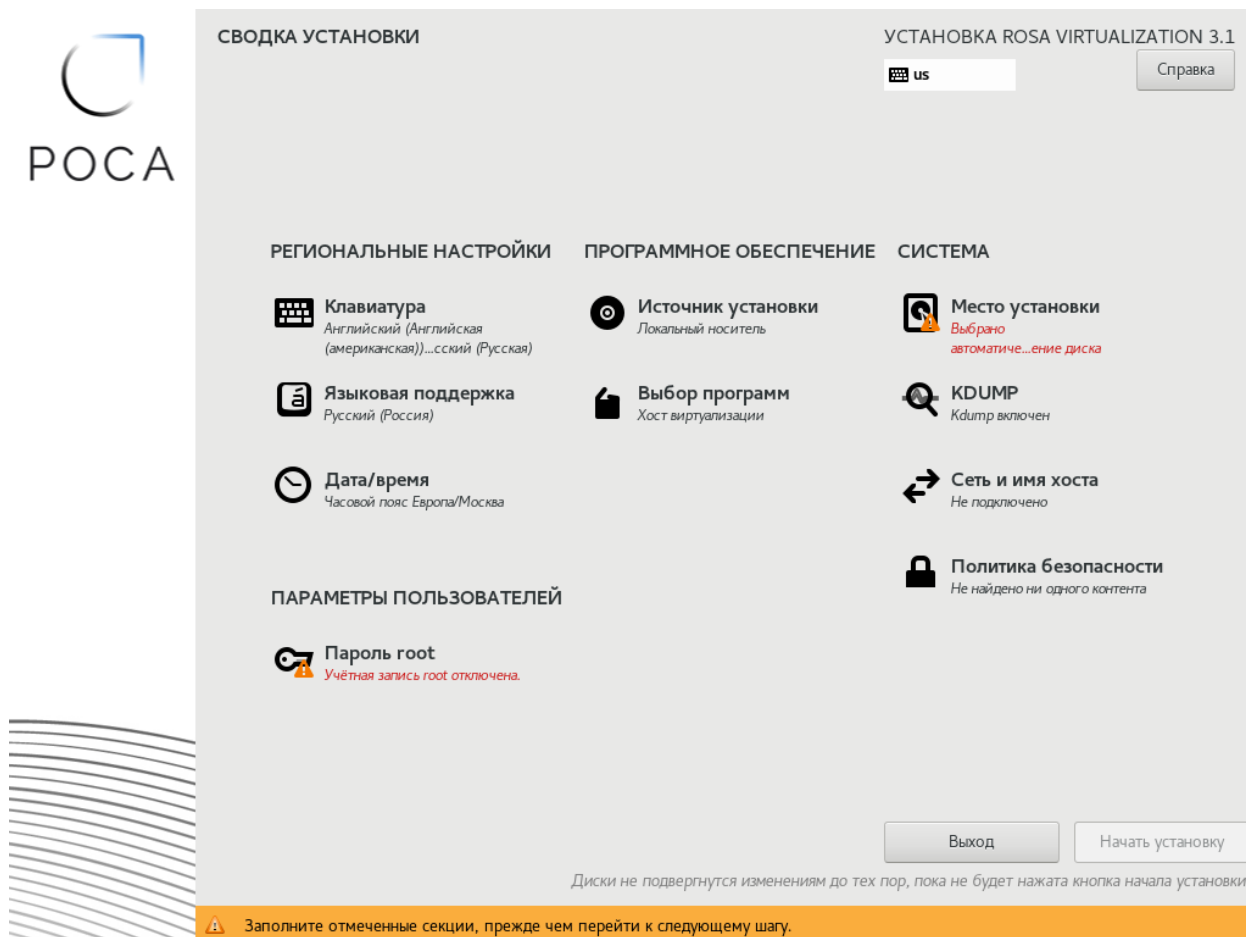 РОСА
СВОДКА УСТАНОВКИ
УСТАНОВКА ROSA VIRTUALIZATION 3.1
us
Справка
РЕГИОНАЛЬНЫЕ НАСТРОЙКИ
Клавиатура
Английский (Английская
(американская))...сский (Русская)
Языковая поддержка
Русский (Россия)
Дата/время
Часовой пояс Европа/Москва
ПРОГРАММНОЕ ОБЕСПЕЧЕНИЕ
Источник установки
Локальный носитель
Выбор программ
Хост виртуализации
СИСТЕМА
Место установки
Выбрано
автоматиче...ение диска
KDUMP
Kdump включен
Сеть и имя хоста
Не подключено
Политика безопасности
Не найдено ни одного контента
ПАРАМЕТРЫ ПОЛЬЗОВАТЕЛЕЙ
Пароль root
Учётная запись root отключена.
Выход
Начать установку
Диски не подвергнутся изменениям до тех пор, пока не будет нажата кнопка начала установки
Заполните отмеченные секции, прежде чем перейти к следующему шагу.